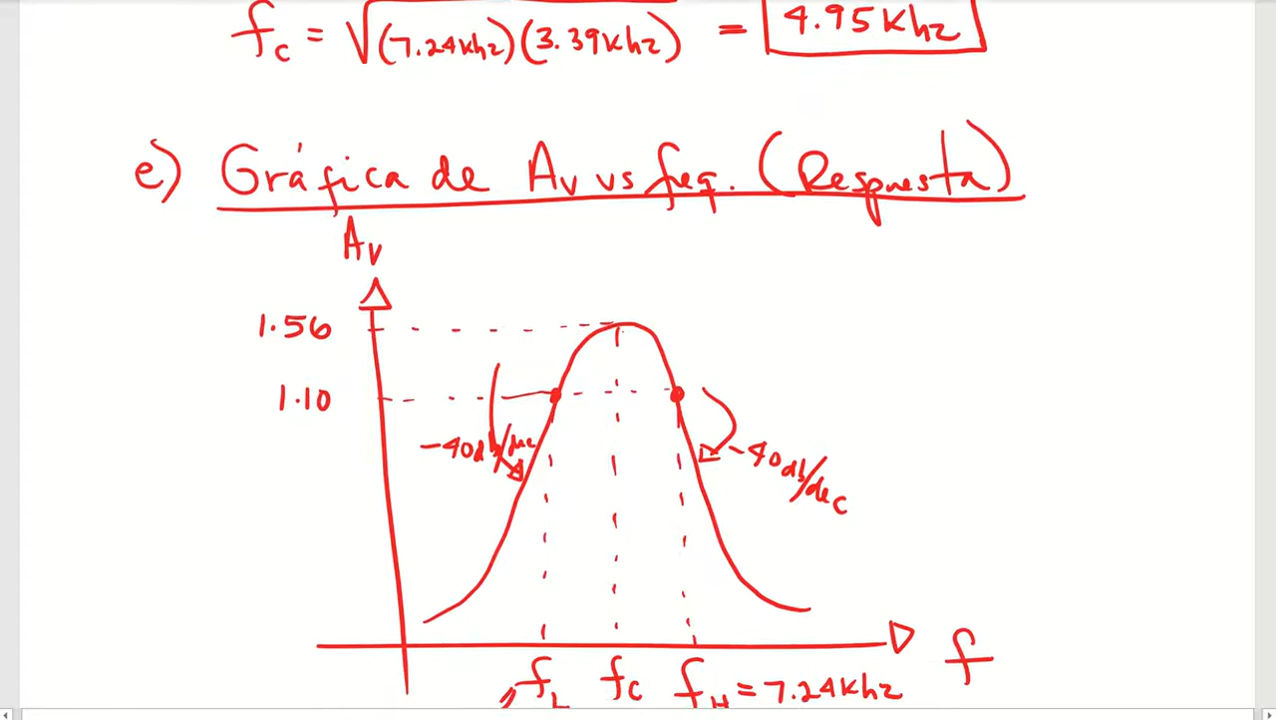 fc = √(7.24Khz)(3.39Khz) = 4.95Khz
e) Gráfica de Av vs freq. (Respuesta)
Av
1.56
1.10
-40db/dec
-40db/dec
fL fc fH = 7.24Khz
f